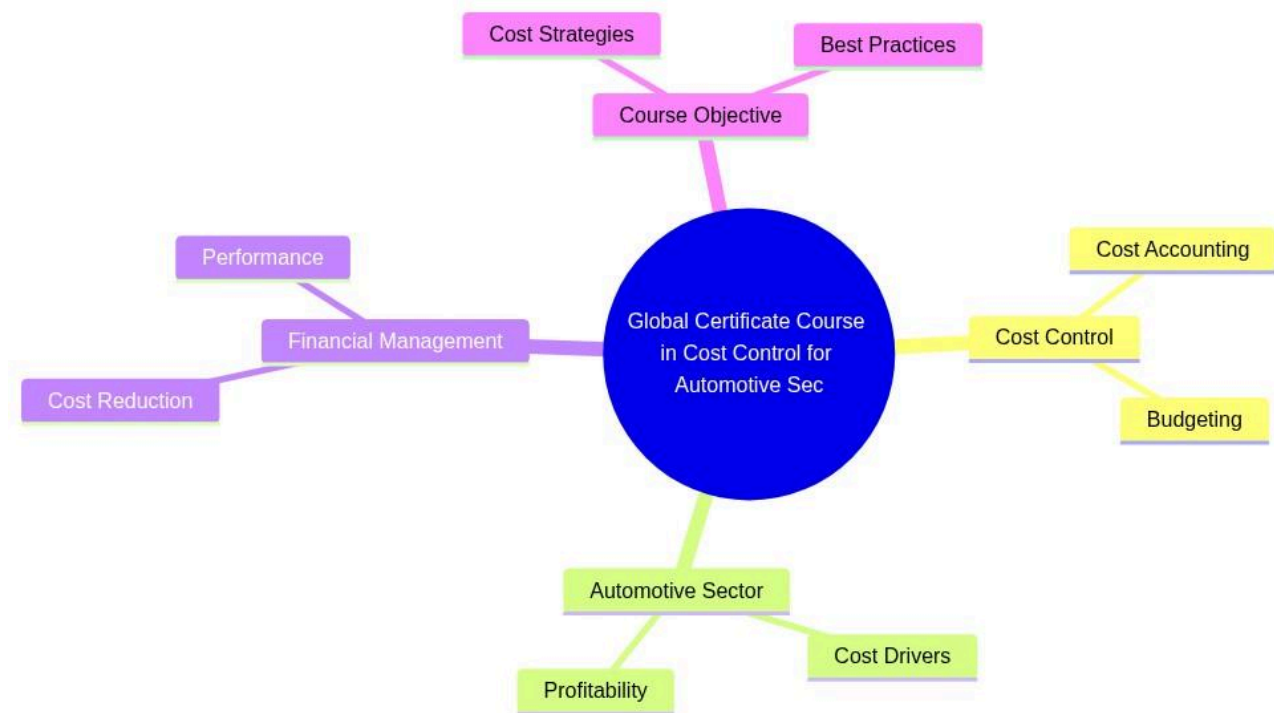 Cost Strategies
Best Practices
Course Objective
Performance
Financial Management
Cost Reduction
Global Certificate Course
in Cost Control for
Automotive Sec
Cost Accounting
Cost Control
Budgeting
Automotive Sector
Cost Drivers
Profitability